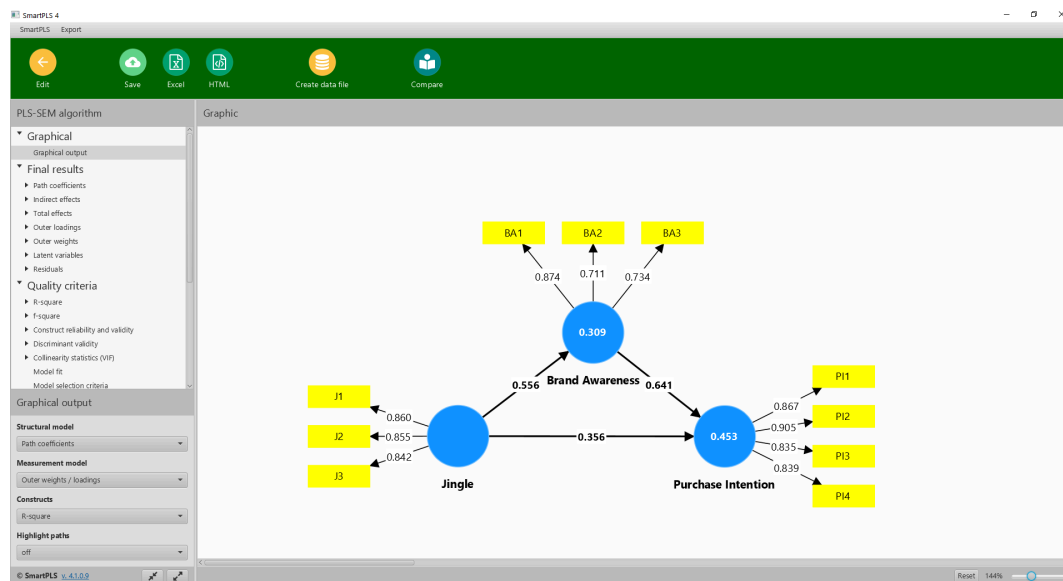 SmartPLS 4
SmartPLS Export
Edit
Save
Excel
HTML
Create data file
Compare
PLS-SEM algorithm
Graphical
Graphical output
Final results
Path coefficients
Indirect effects
Total effects
Outer loadings
Outer weights
Latent variables
Residuals
Quality criteria
R-square
f-square
Construct reliability and validity
Discriminant validity
Collinearity statistics (VIF)
Model fit
Model selection criteria
Graphical output
Structural model
Path coefficients
Measurement model
Outer weights / loadings
Constructs
R-square
Highlight paths
off
© SmartPLS v. 4.1.0.9
Graphic
BA1 BA2 BA3
0.874 0.711 0.734
0.309
Brand Awareness
0.556 0.641
J1
J2
J3
0.860
0.855
0.842
Jingle
0.356
0.453
Purchase Intention
0.867
0.905
0.835
0.839
PI1
PI2
PI3
PI4
Reset 144%